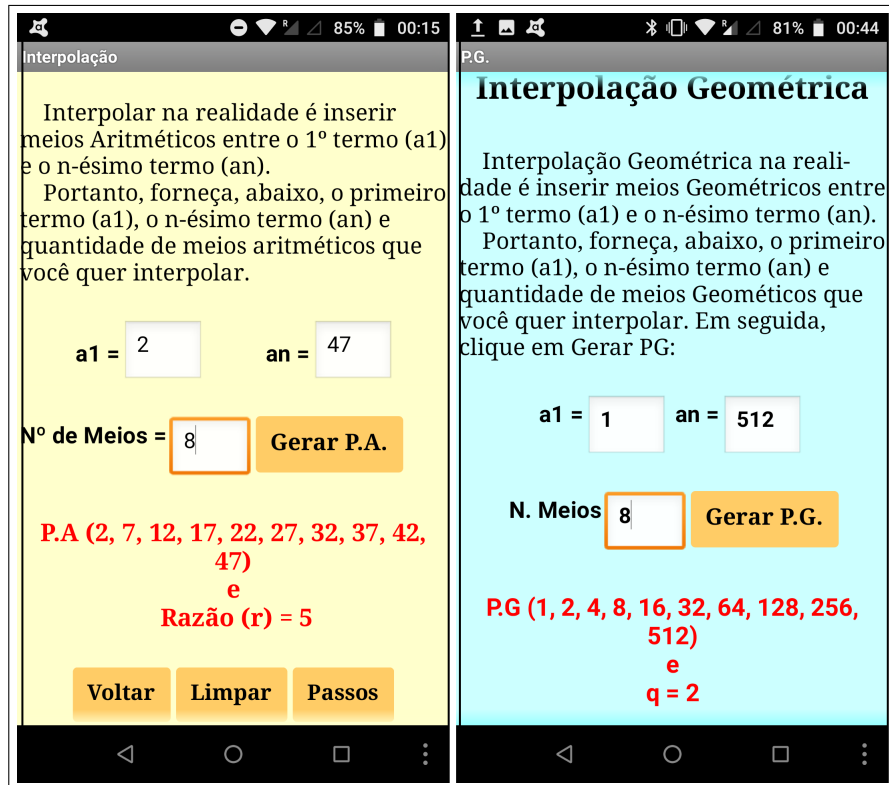 85% 00:15
Interpolação
Interpolar na realidade é inserir
meios Aritméticos entre o 1º termo (a1)
e o n-ésimo termo (an).
Portanto, forneça, abaixo, o primeiro
termo (a1), o n-ésimo termo (an) e
quantidade de meios aritméticos que
você quer interpolar.
a1 = 2 an = 47
Nº de Meios = 8 Gerar P.A.
P.A (2, 7, 12, 17, 22, 27, 32, 37, 42,
47)
e
Razão (r) = 5
Voltar Limpar Passos
81% 00:44
P.G.
Interpolação Geométrica
Interpolação Geométrica na reali-
dade é inserir meios Geométricos entre
o 1º termo (a1) e o n-ésimo termo (an).
Portanto, forneça, abaixo, o primeiro
termo (a1), o n-ésimo termo (an) e
quantidade de meios Geométicos que
você quer interpolar. Em seguida,
clique em Gerar PG:
a1 = 1 an = 512
N. Meios 8 Gerar P.G.
P.G (1, 2, 4, 8, 16, 32, 64, 128, 256,
512)
e
q = 2